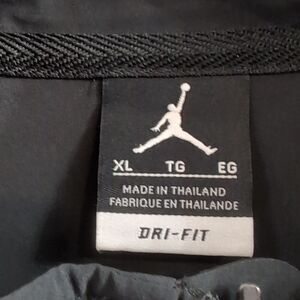 XL TG EG
MADE IN THAILAND
FABRIQUE EN THAILANDE
DRI-FIT